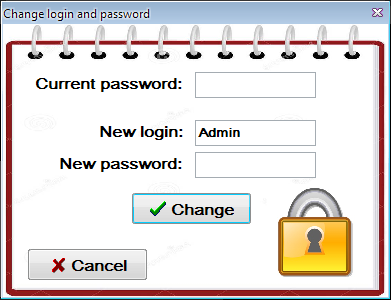 Change login and password
Current password:
New login: Admin
New password:
Change
Cancel